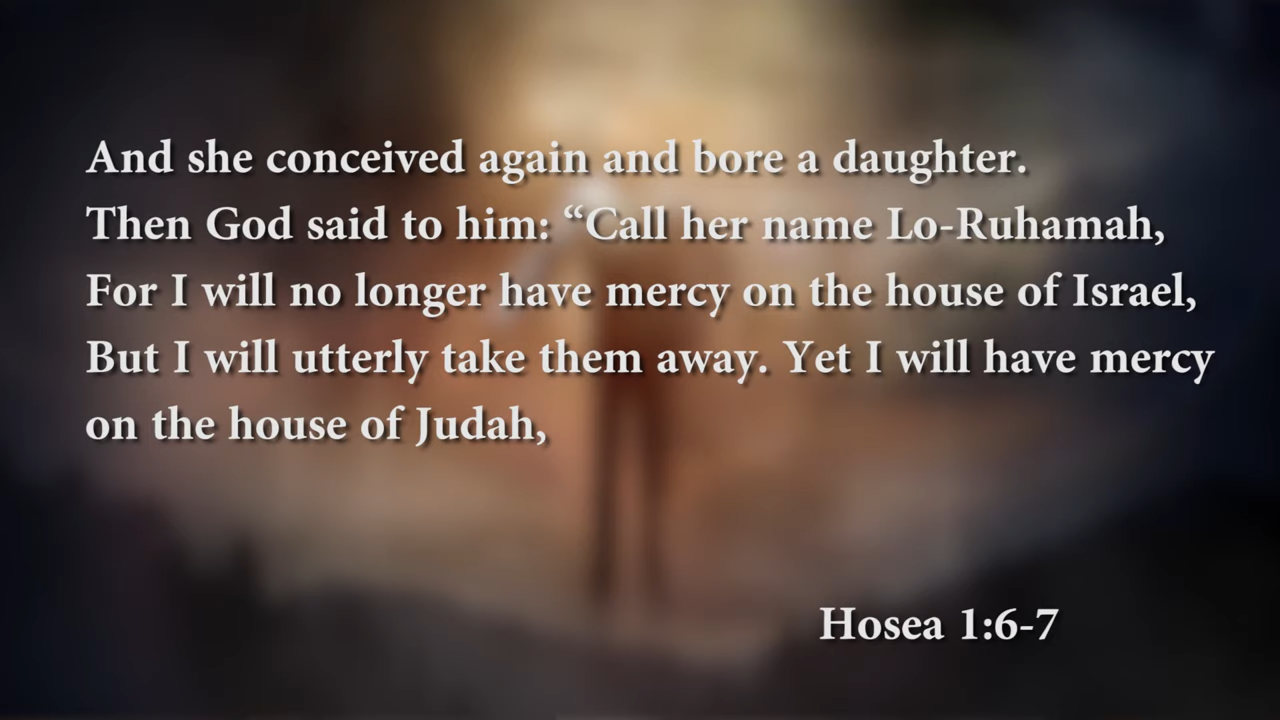 And she conceived again and bore a daughter.
Then God said to him: “Call her name Lo-Ruhamah,
For I will no longer have mercy on the house of Israel,
But I will utterly take them away. Yet I will have mercy
on the house of Judah,
Hosea 1:6-7